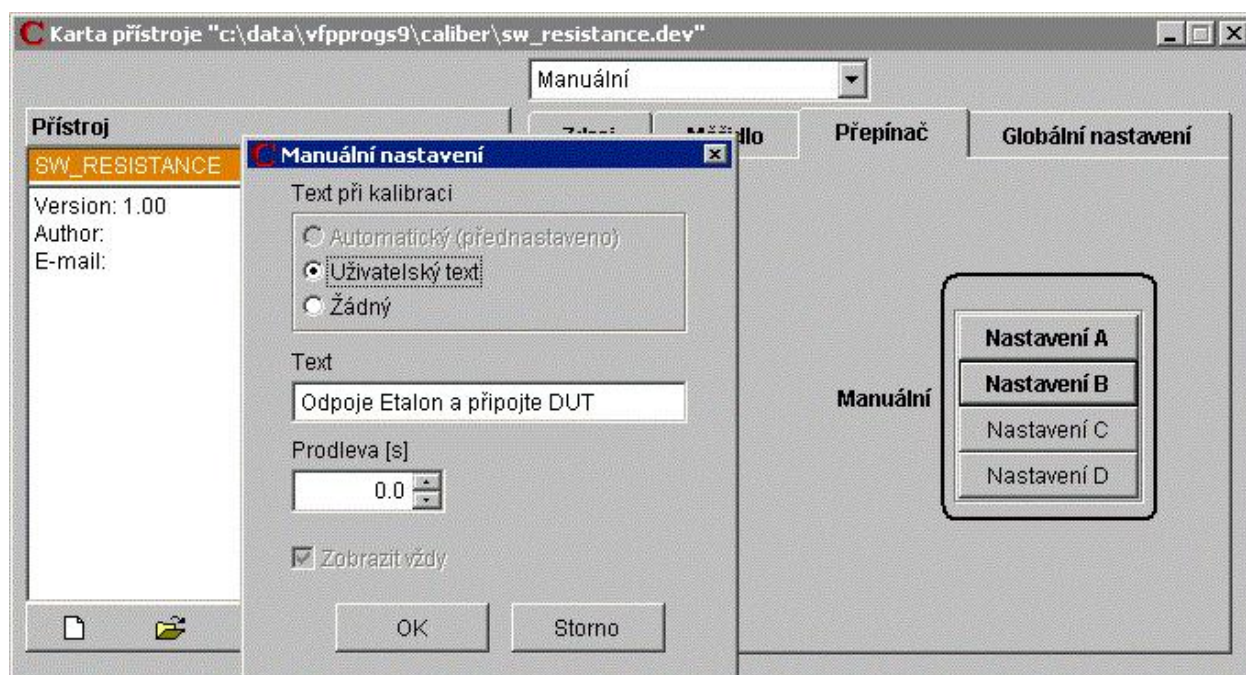 Karta přístroje "c:\data\vfpprogs9\caliber\sw_resistance.dev"
Manuální
Přístroj
Přepínač
Globální nastavení
SW_RESISTANCE
Version: 1.00
Author:
E-mail:
Manuální nastavení
Text při kalibraci
Automatický (přednastaveno)
Uživatelský text
Žádný
Text
Odpoje Etalon a připojte DUT
Prodleva [s]
0.0
Zobrazit vždy
OK
Storno
Manuální
Nastavení A
Nastavení B
Nastavení C
Nastavení D